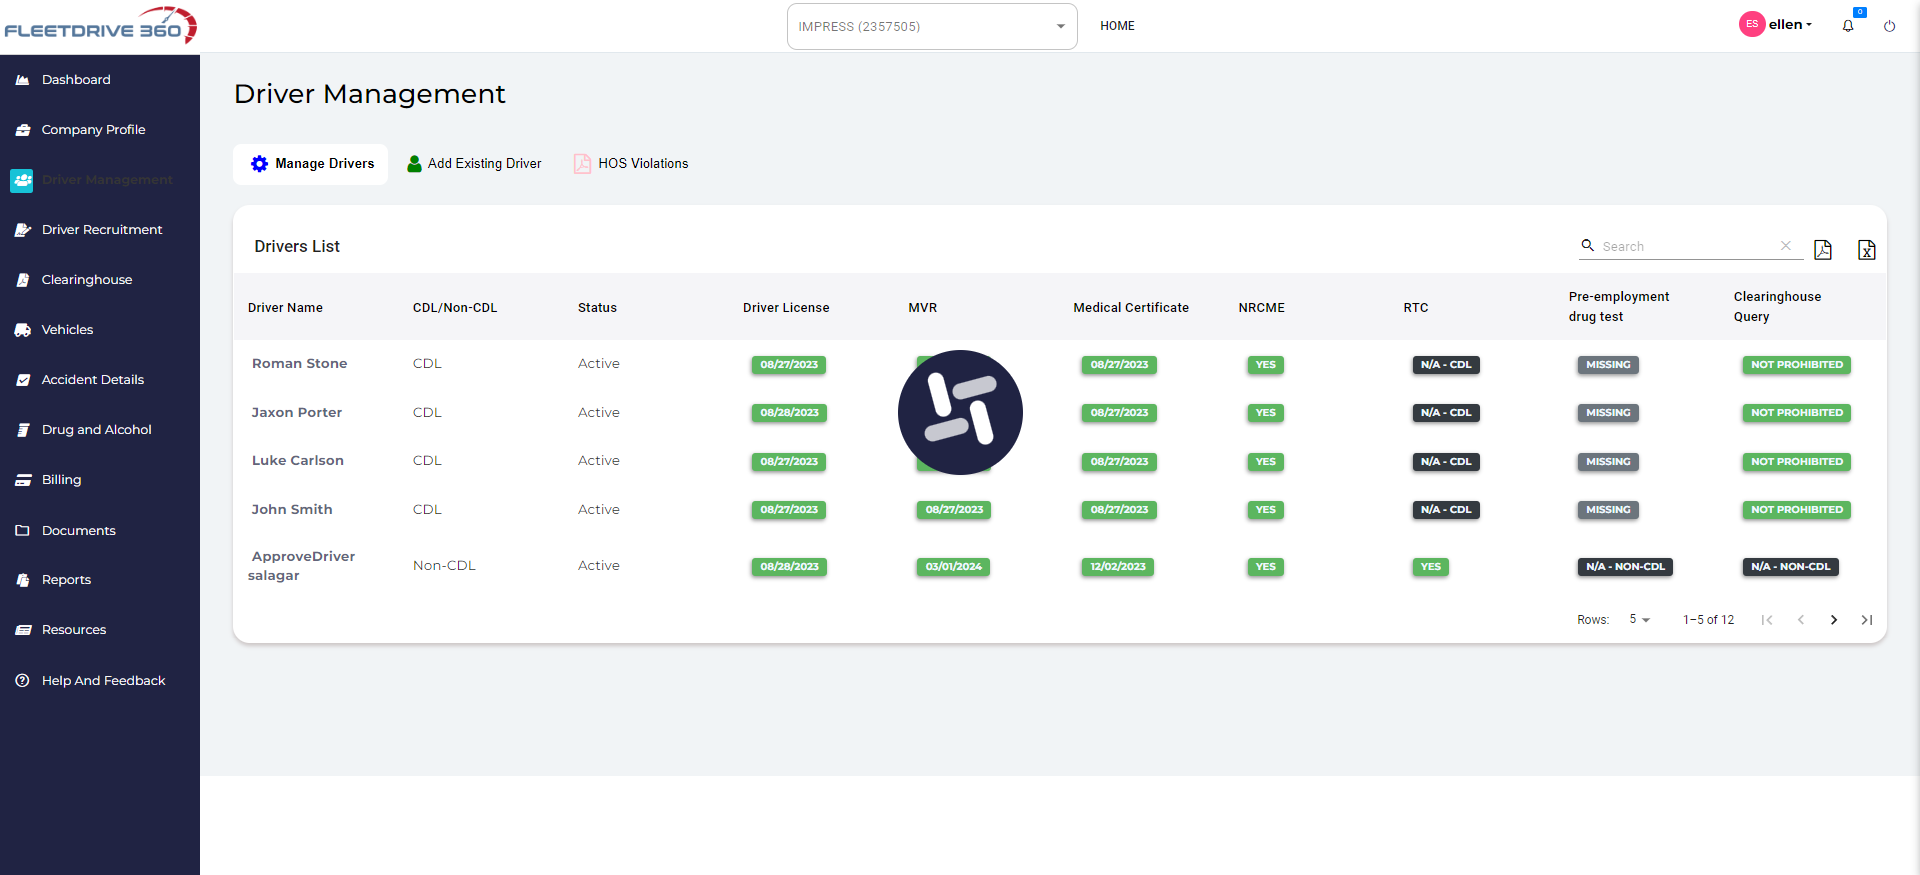 FLEETDRIVE 360
IMPRESS (2357505)
HOME
ES
ellen
0
Dashboard
Company Profile
Driver Management
Driver Recruitment
Clearinghouse
Vehicles
Accident Details
Drug and Alcohol
Billing
Documents
Reports
Resources
Help And Feedback
Driver Management
Manage Drivers
Add Existing Driver
HOS Violations
Drivers List
Search
Driver Name CDL/Non-CDL Status Driver License MVR Medical Certificate NRCME RTC Pre-employment drug test Clearinghouse Query
Roman Stone CDL Active 08/27/2023 08/27/2023 YES N/A - CDL MISSING NOT PROHIBITED
Jaxon Porter CDL Active 08/28/2023 08/27/2023 YES N/A - CDL MISSING NOT PROHIBITED
Luke Carlson CDL Active 08/27/2023 08/27/2023 YES N/A - CDL MISSING NOT PROHIBITED
John Smith CDL Active 08/27/2023 08/27/2023 08/27/2023 YES N/A - CDL MISSING NOT PROHIBITED
ApproveDriver salagar Non-CDL Active 08/28/2023 03/01/2024 12/02/2023 YES YES N/A - NON-CDL N/A - NON-CDL
Rows: 5 1–5 of 12